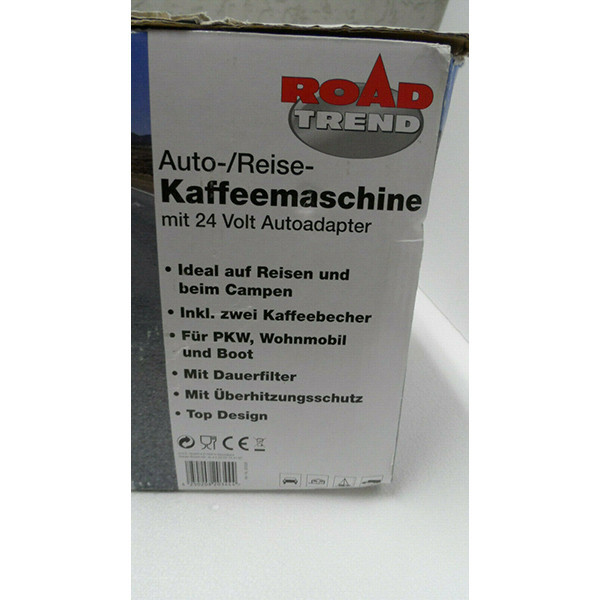 ROAD
TREND
Auto-/Reise-
Kaffeemaschine
mit 24 Volt Autoadapter
• Ideal auf Reisen und
beim Campen
• Inkl. zwei Kaffeebecher
• Für PKW, Wohnmobil
und Boot
• Mit Dauerfilter
• Mit Überhitzungsschutz
• Top Design
CE